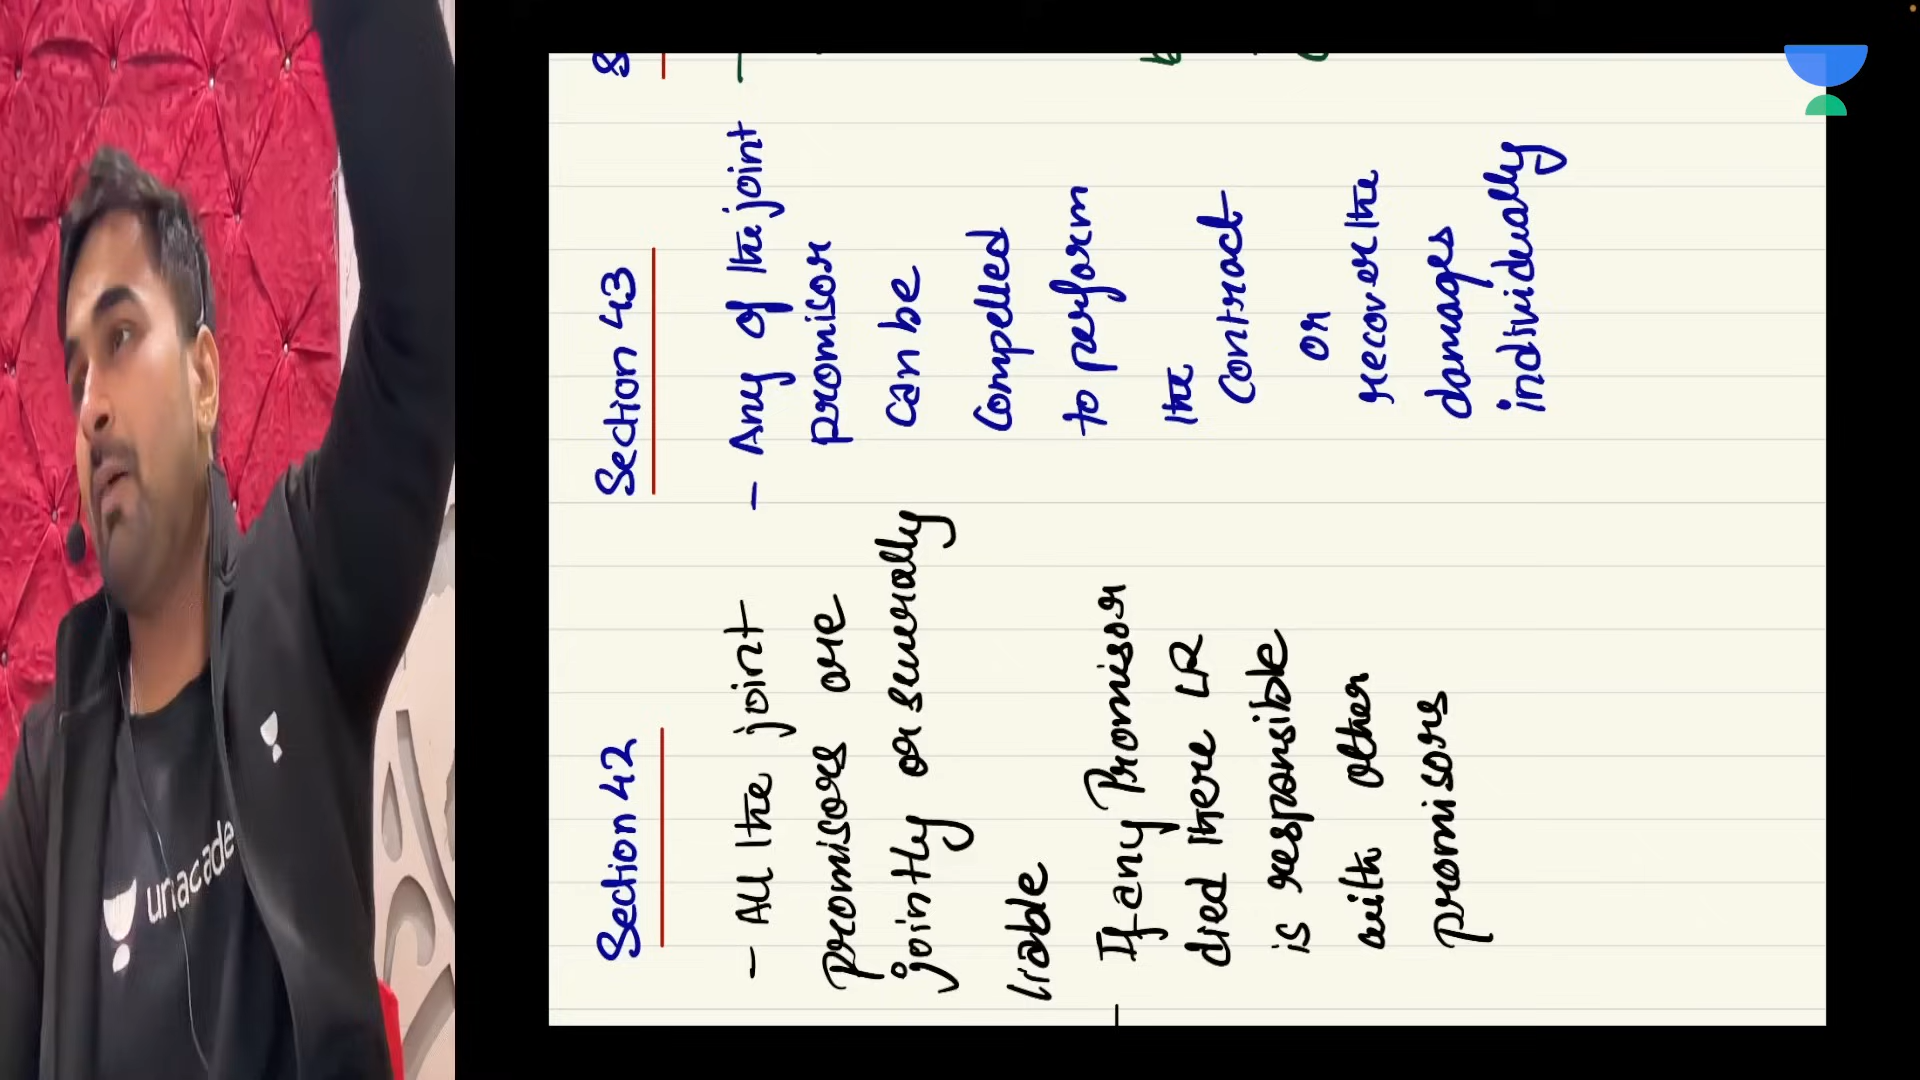 Section 42
- All the joint
promisors are
jointly or severally
liable
If any Promisor
died there LR
is responsible
with other
promisors
Section 43
- Any of the joint
promisor
can be
Compelled
to perform
the
Contract
or
recover the
damages
individually
unacade